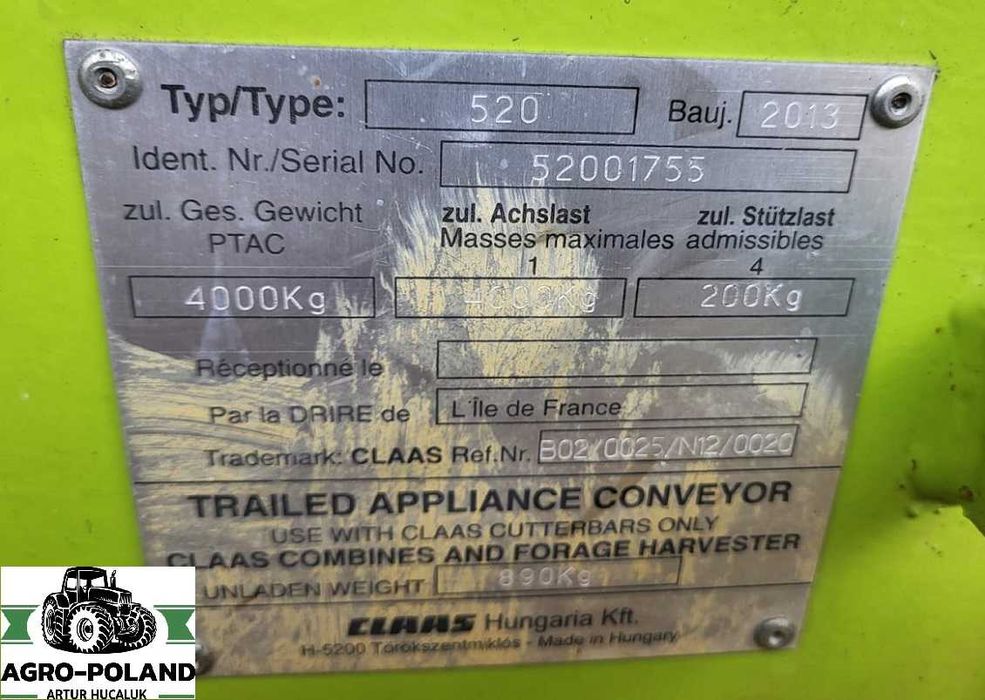 Typ/Type: 520 Bauj. 2013
Ident. Nr./Serial No. 52001755
zul. Ges. Gewicht zul. Achslast zul. Stützlast
PTAC Masses maximales admissibles
1 4
4000Kg 4000Kg 200Kg
Réceptionné le
Par la DRIRE de L'Île de France
Trademark: CLAAS Ref.Nr. B02/0025/N12/0020
TRAILED APPLIANCE CONVEYOR
USE WITH CLAAS CUTTERBARS ONLY
CLAAS COMBINES AND FORAGE HARVESTER
UNLADEN WEIGHT 890Kg
CLAAS Hungaria Kft.
H-5200 Törökszentmiklós - Made in Hungary
AGRO-POLAND
ARTUR HUCALUK